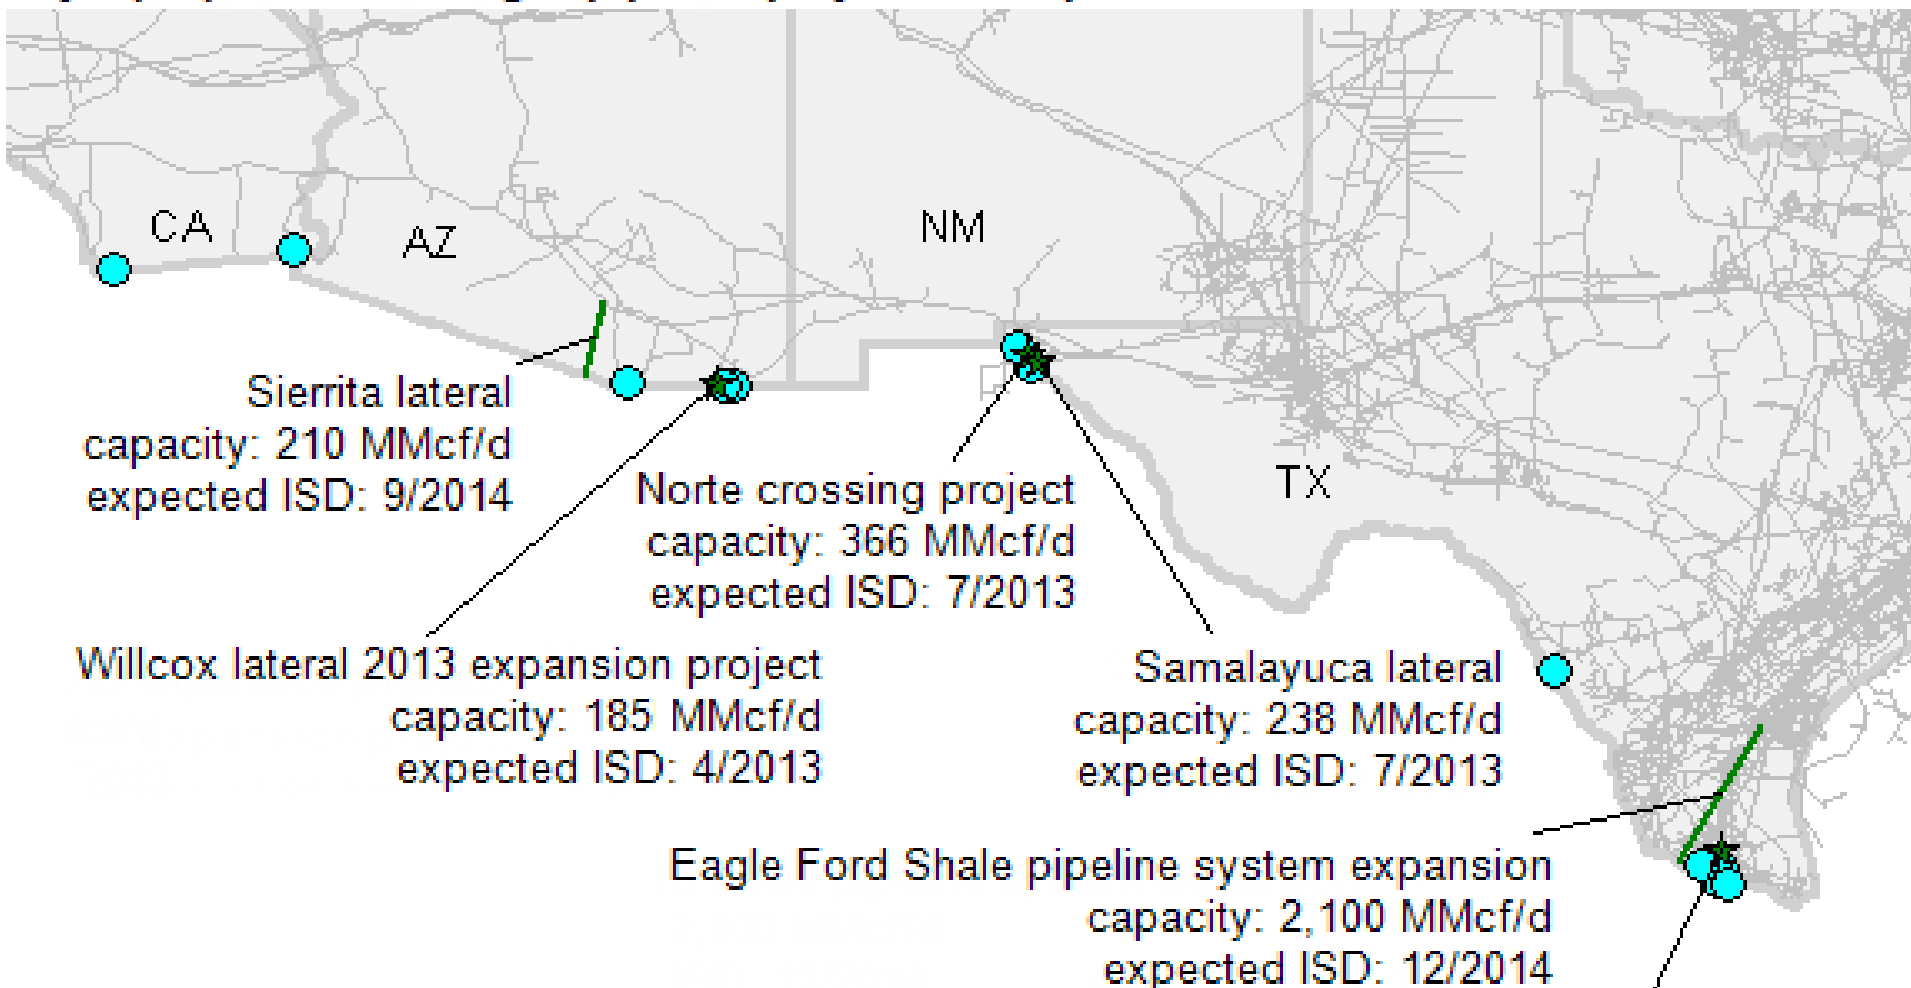 CA
AZ
NM
TX
Sierrita lateral
capacity: 210 MMcf/d
expected ISD: 9/2014
Norte crossing project
capacity: 366 MMcf/d
expected ISD: 7/2013
Willcox lateral 2013 expansion project
capacity: 185 MMcf/d
expected ISD: 4/2013
Samalayuca lateral
capacity: 238 MMcf/d
expected ISD: 7/2013
Eagle Ford Shale pipeline system expansion
capacity: 2,100 MMcf/d
expected ISD: 12/2014